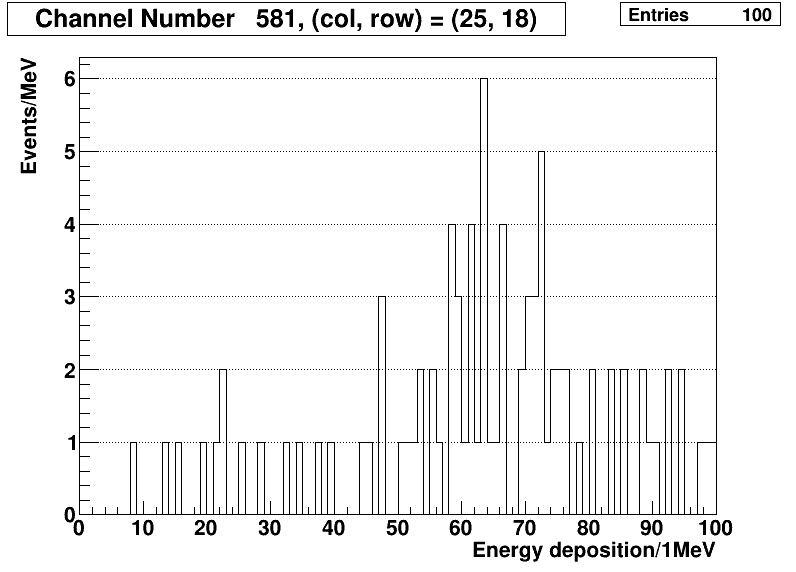 Channel Number 581, (col, row) = (25, 18)
Entries 100
Events/MeV
6
5
4
3
2
1
0
0 10 20 30 40 50 60 70 80 90 100
Energy deposition/1MeV